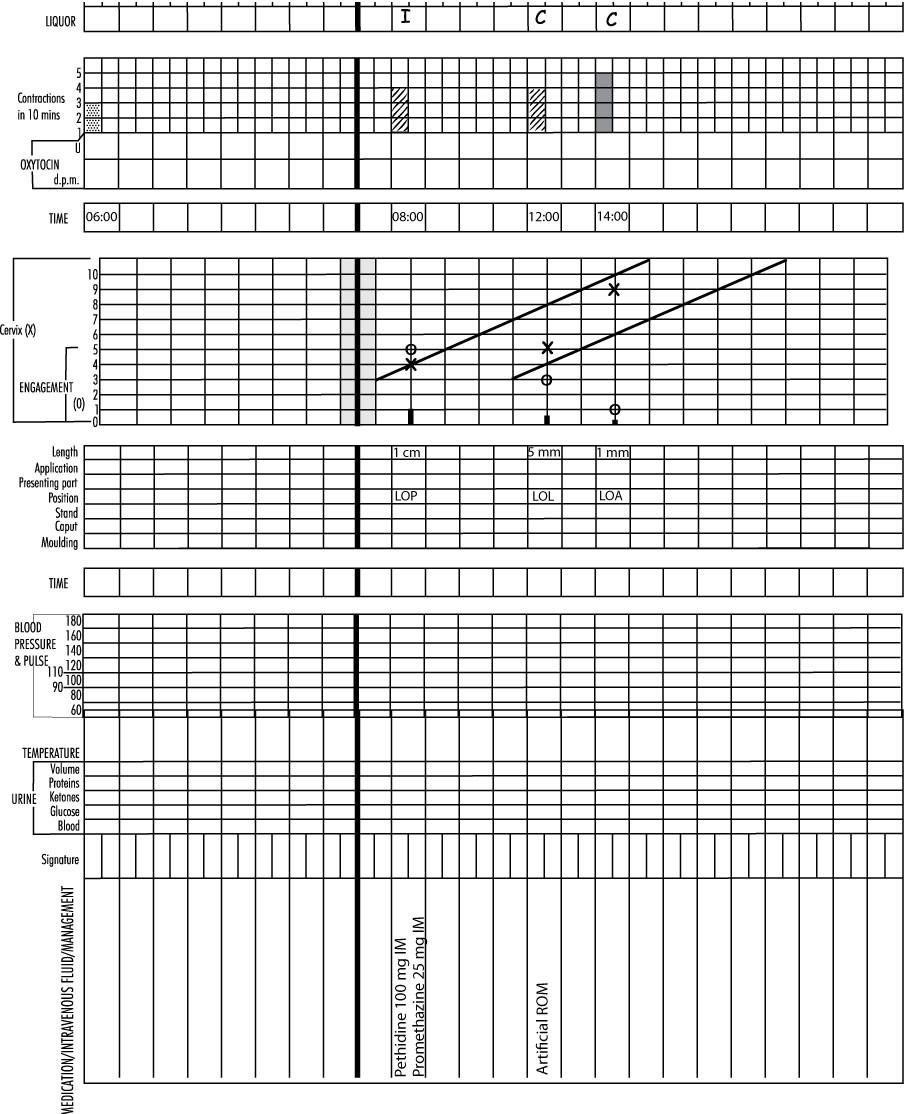 LIQUOR I C C
5
4
Contractions 3
in 10 mins 2
1
U
OXYTOCIN
d.p.m.
TIME 06:00 08:00 12:00 14:00
10
9
8
7
Cervix (X) 6
5
4
ENGAGEMENT 3
(O) 2
1
0
Length 1 cm 5 mm 1 mm
Application
Presenting part
Position LOP LOL LOA
Stand
Caput
Moulding
TIME
BLOOD 180
PRESSURE 160
& PULSE 140
120
110
100
90
80
60
TEMPERATURE
Volume
Proteins
URINE Ketones
Glucose
Blood
Signature
MEDICATION/INTRAVENOUS FLUID/MANAGEMENT
Pethidine 100 mg IM
Promethazine 25 mg IM
Artificial ROM